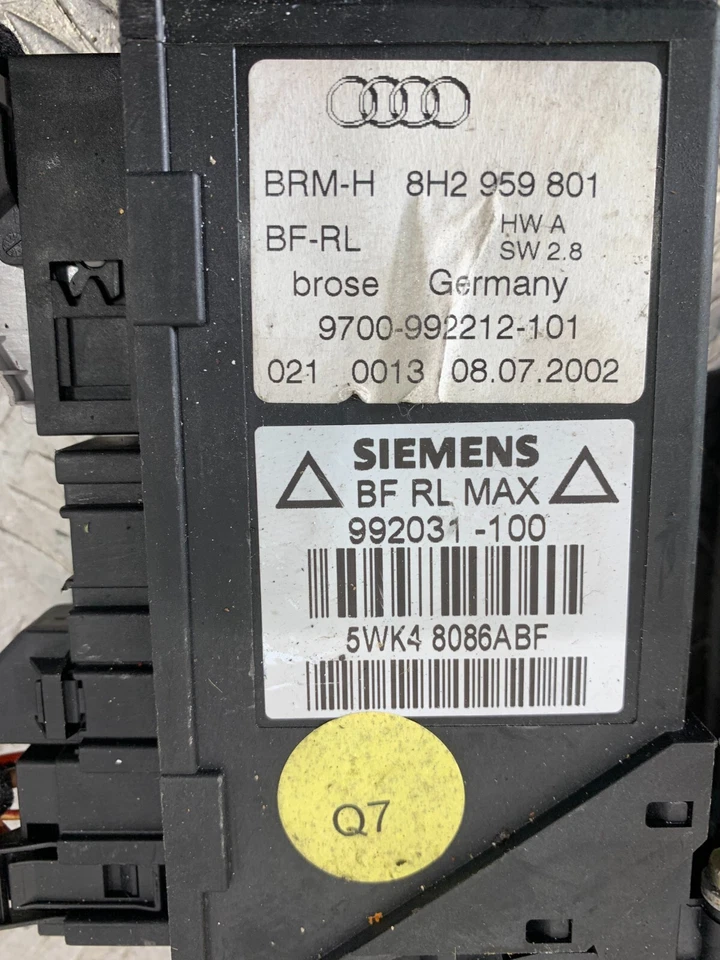 BRM-H 8H2 959 801
BF-RL HW A
SW 2.8
brose Germany
9700-992212-101
021 0013 08.07.2002
SIEMENS
BF RL MAX
992031-100
5WK4 8086ABF
Q7